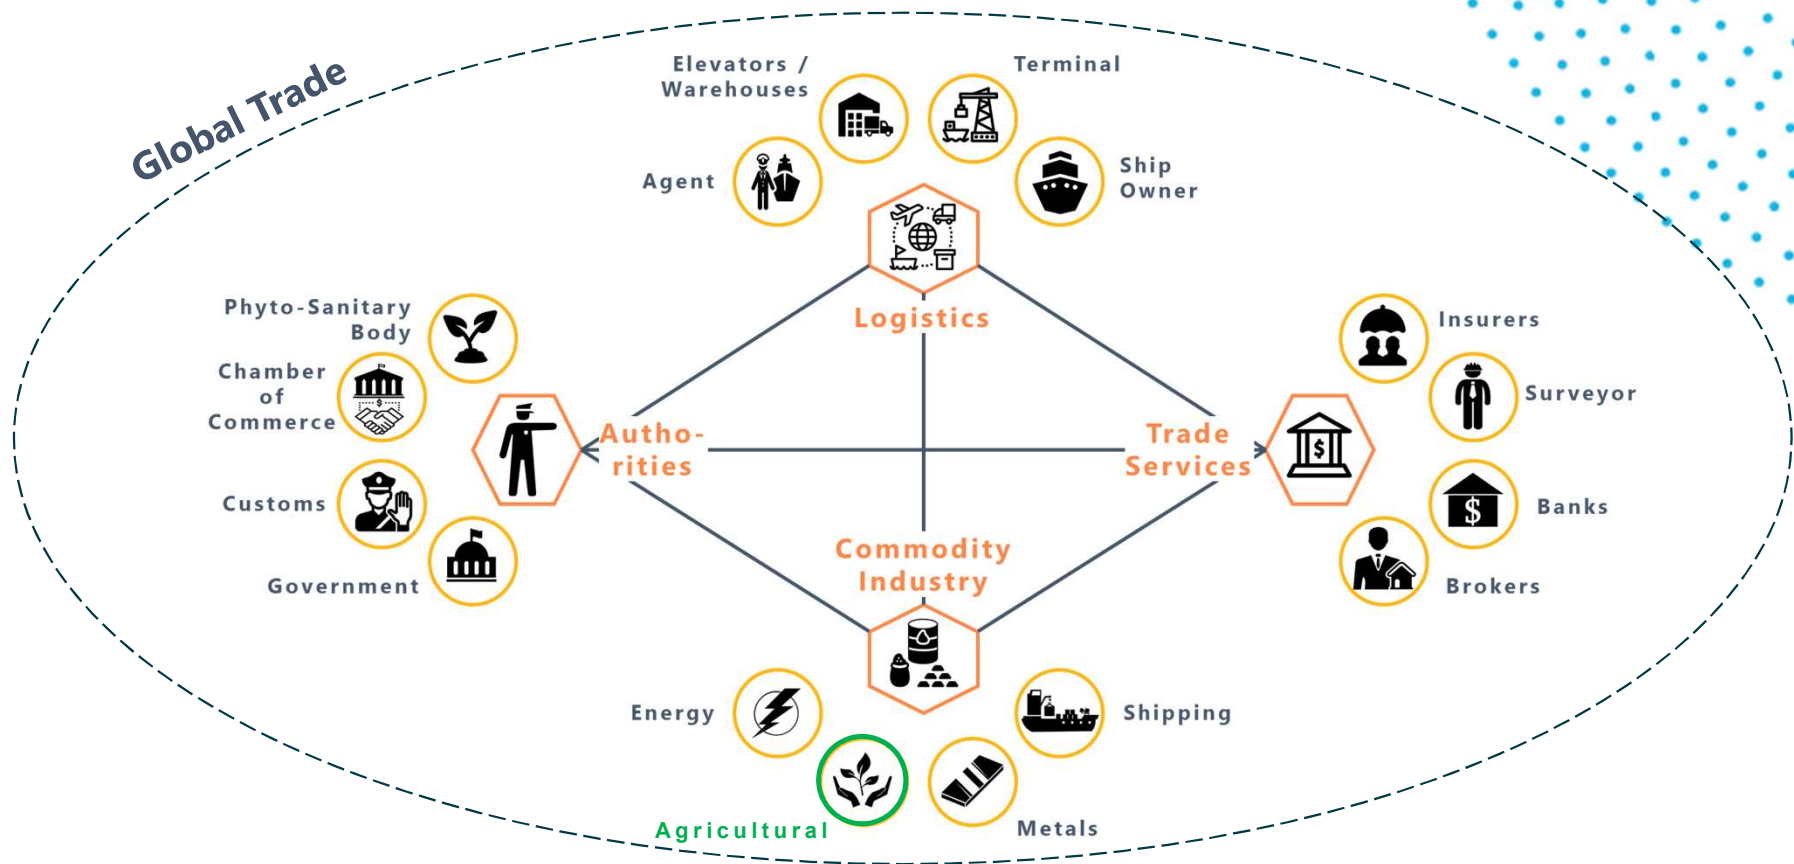 Global Trade
Elevators /
Warehouses
Terminal
Agent
Ship
Owner
Logistics
Phyto-Sanitary
Body
Chamber
of
Commerce
Customs
Government
Autho-
rities
Trade
Services
Insurers
Surveyor
Banks
Brokers
Commodity
Industry
Energy
Agricultural
Metals
Shipping
$
$
$